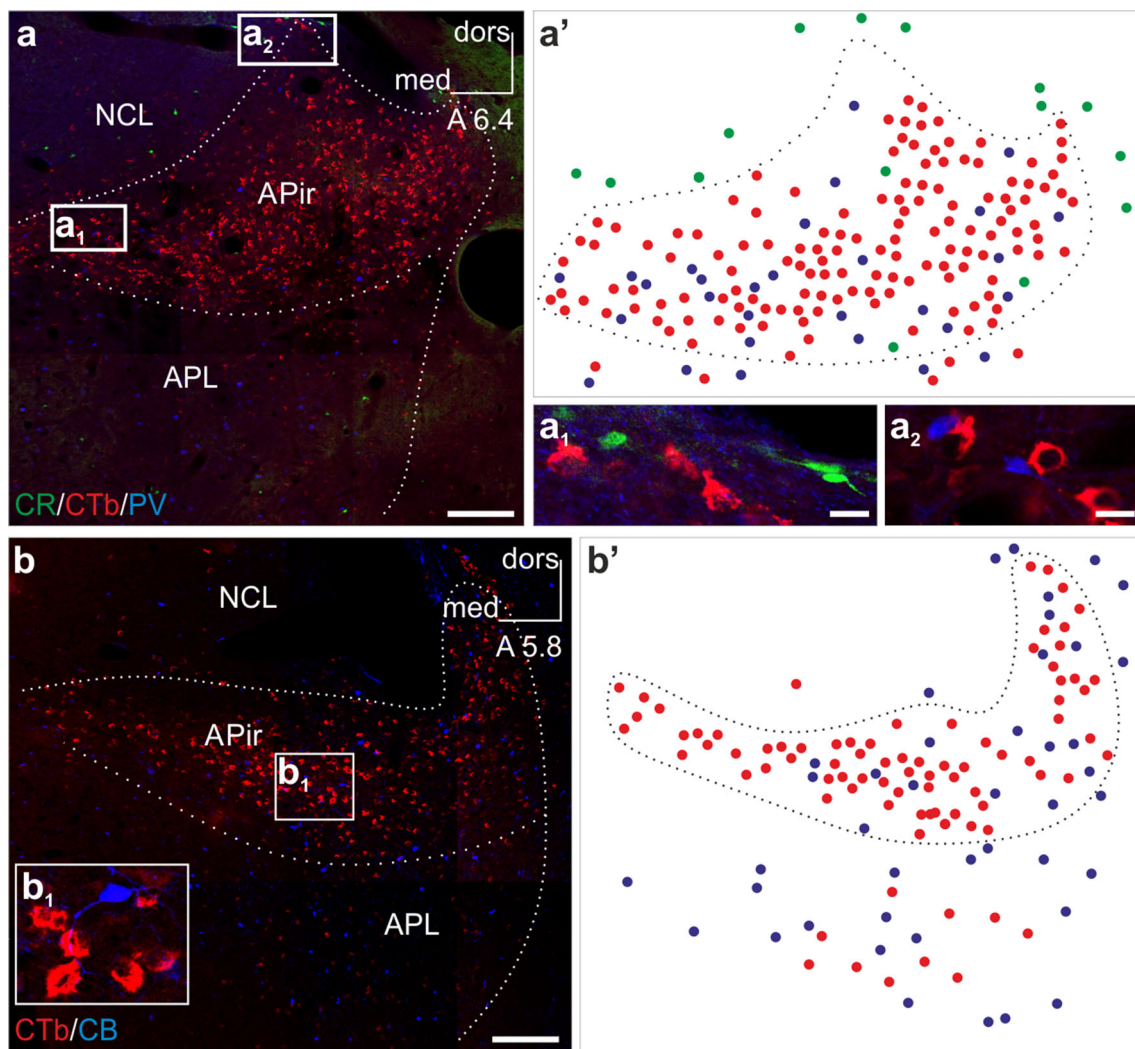 a
a₂
dors
med
A 6.4
NCL
APir
a₁
APL
CR/CTb/PV
a’
a₁
a₂
b
dors
med
A 5.8
NCL
APir
b₁
b₁
APL
CTb/CB
b’